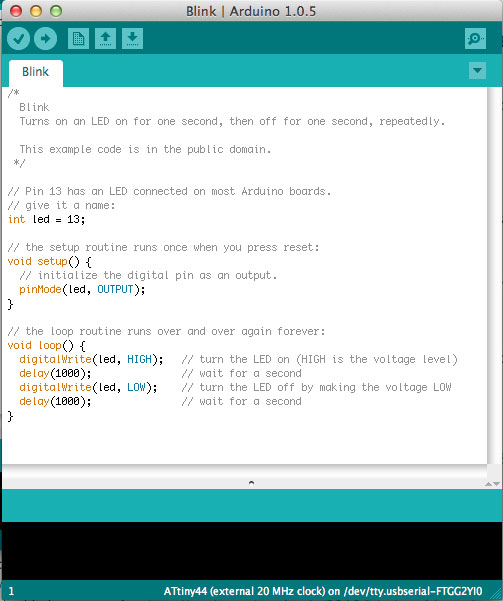 Blink | Arduino 1.0.5
Blink
/*
  Blink
  Turns on an LED on for one second, then off for one second, repeatedly.

  This example code is in the public domain.
 */

// Pin 13 has an LED connected on most Arduino boards.
// give it a name:
int led = 13;

// the setup routine runs once when you press reset:
void setup() {
  // initialize the digital pin as an output.
  pinMode(led, OUTPUT);
}

// the loop routine runs over and over again forever:
void loop() {
  digitalWrite(led, HIGH);   // turn the LED on (HIGH is the voltage level)
  delay(1000);               // wait for a second
  digitalWrite(led, LOW);    // turn the LED off by making the voltage LOW
  delay(1000);               // wait for a second
}
1 ATtiny44 (external 20 MHz clock) on /dev/tty.usbserial-FTGG2YI0